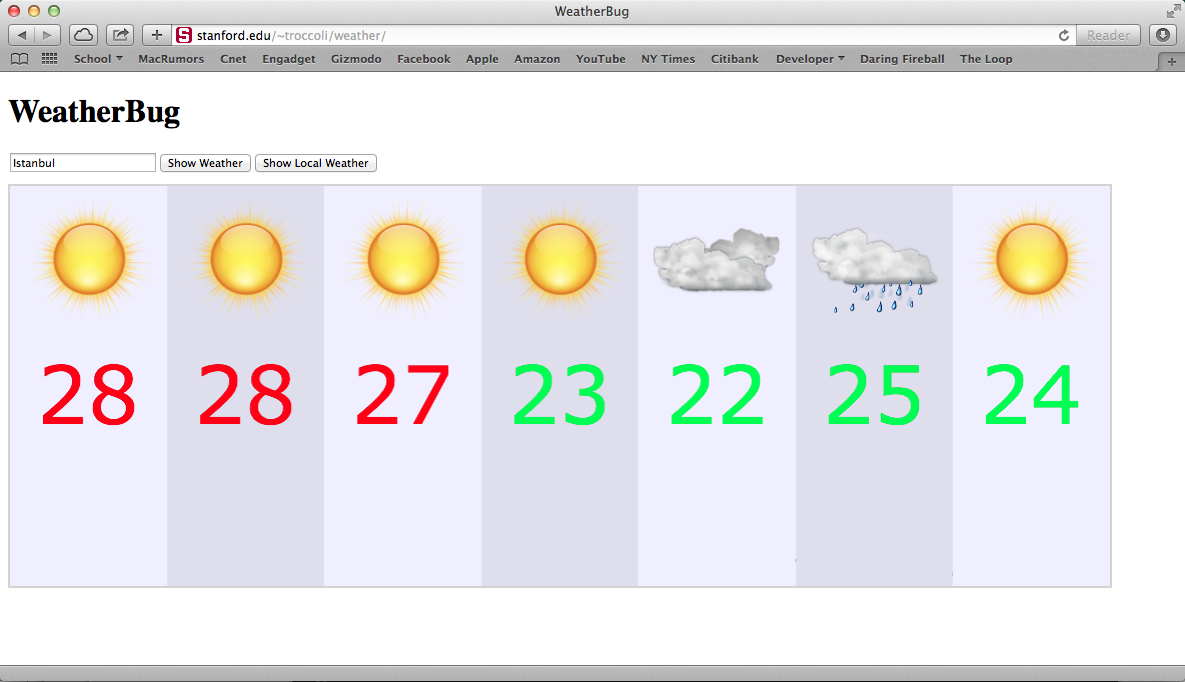 WeatherBug
S stanford.edu/~troccoli/weather/ Reader
School MacRumors Cnet Engadget Gizmodo Facebook Apple Amazon YouTube NY Times Citibank Developer Daring Fireball The Loop
WeatherBug
Istanbul Show Weather Show Local Weather
28 28 27 23 22 25 24